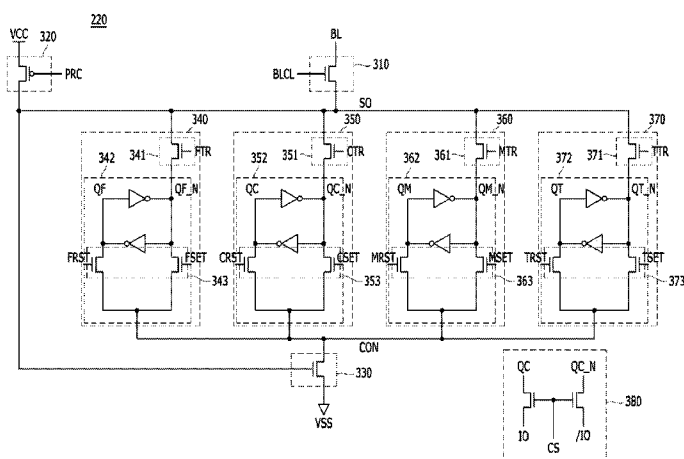 220
VCC
320
PRC
BL
BLCL
310
SO
340
341
FTR
342
QF
QF_N
FRST
FSET
343
350
351
CTR
352
QC
QC_N
CRST
CSET
353
360
361
MTR
362
QM
QM_N
MRST
MSET
363
370
371
TTR
372
QT
QT_N
TRST
TSET
373
CON
330
VSS
QC
QC_N
380
IO
/IO
CS